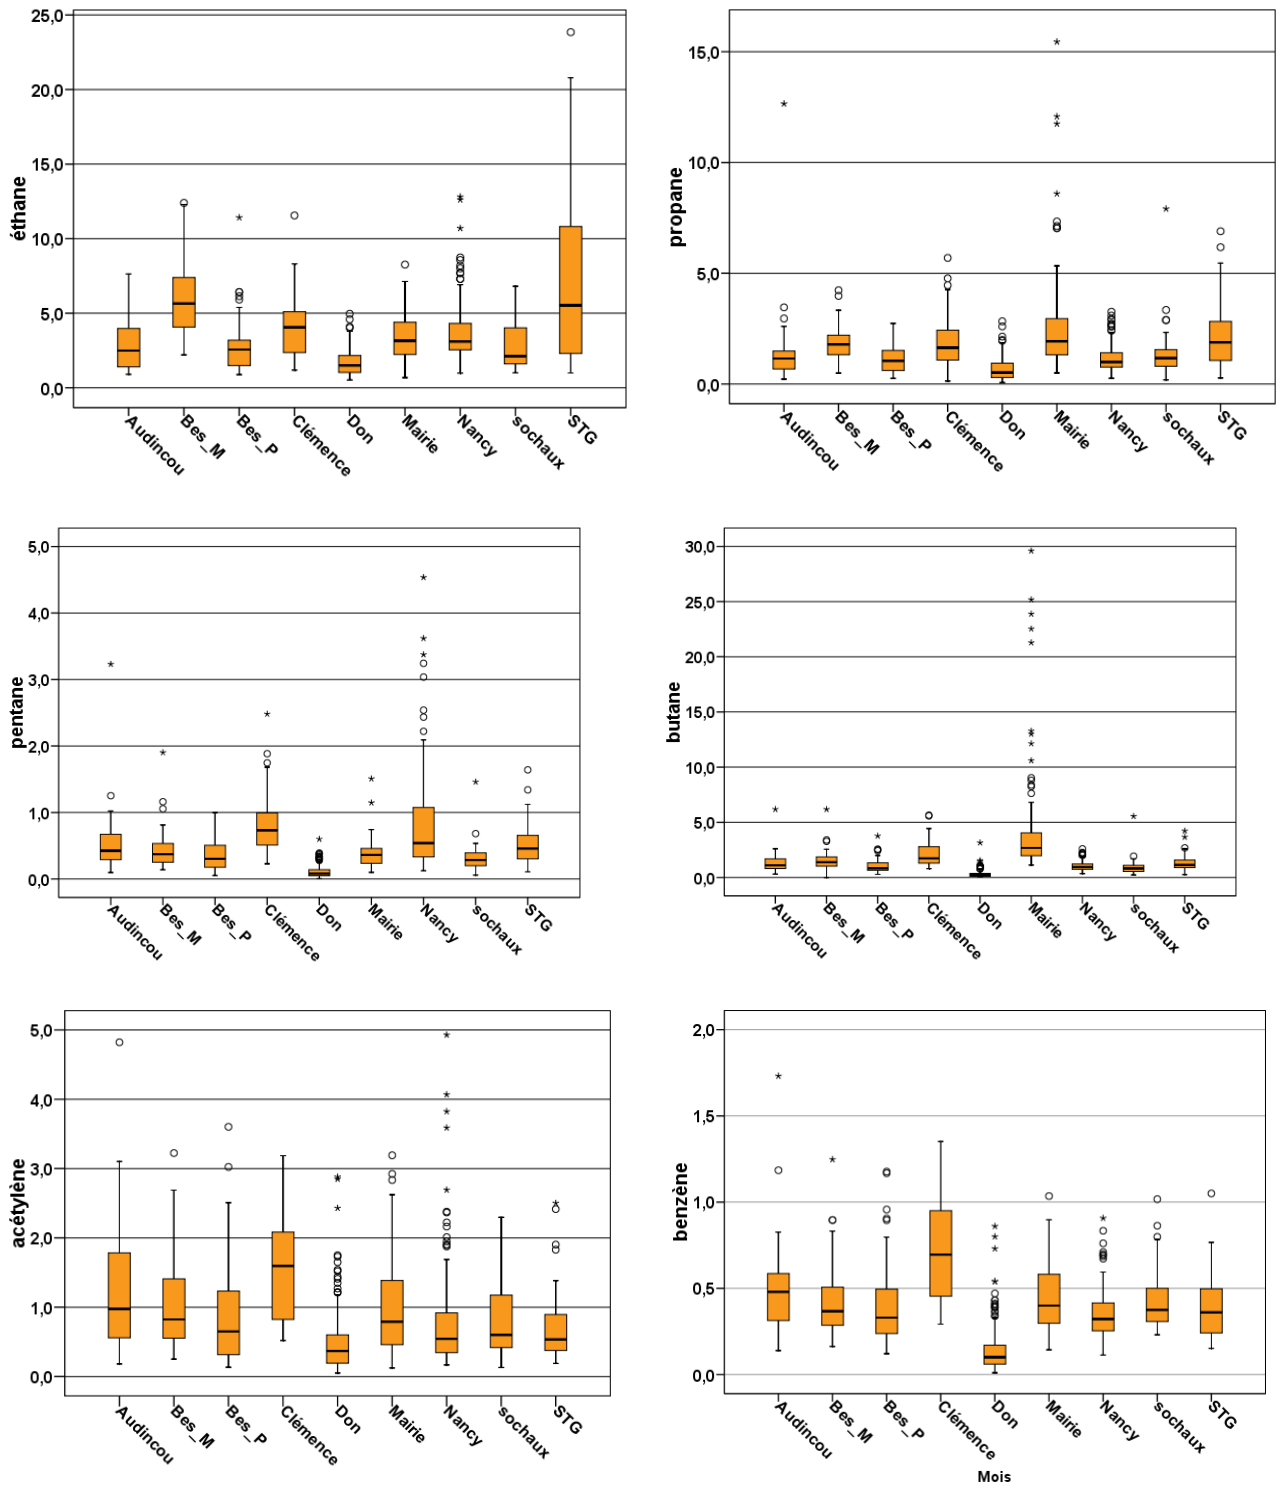 éthane
25,0
20,0
15,0
10,0
5,0
0,0
Audincou
Bes_M
Bes_P
Clémence
Don
Mairie
Nancy
sochaux
STG
propane
15,0
10,0
5,0
0,0
Audincou
Bes_M
Bes_P
Clémence
Don
Mairie
Nancy
sochaux
STG
pentane
5,0
4,0
3,0
2,0
1,0
0,0
Audincou
Bes_M
Bes_P
Clémence
Don
Mairie
Nancy
sochaux
STG
butane
30,0
25,0
20,0
15,0
10,0
5,0
0,0
Audincou
Bes_M
Bes_P
Clémence
Don
Mairie
Nancy
sochaux
STG
acétylène
5,0
4,0
3,0
2,0
1,0
0,0
Audincou
Bes_M
Bes_P
Clémence
Don
Mairie
Nancy
sochaux
STG
benzène
2,0
1,5
1,0
0,5
0,0
Audincou
Bes_M
Bes_P
Clémence
Don
Mairie
Nancy
sochaux
STG
Mois